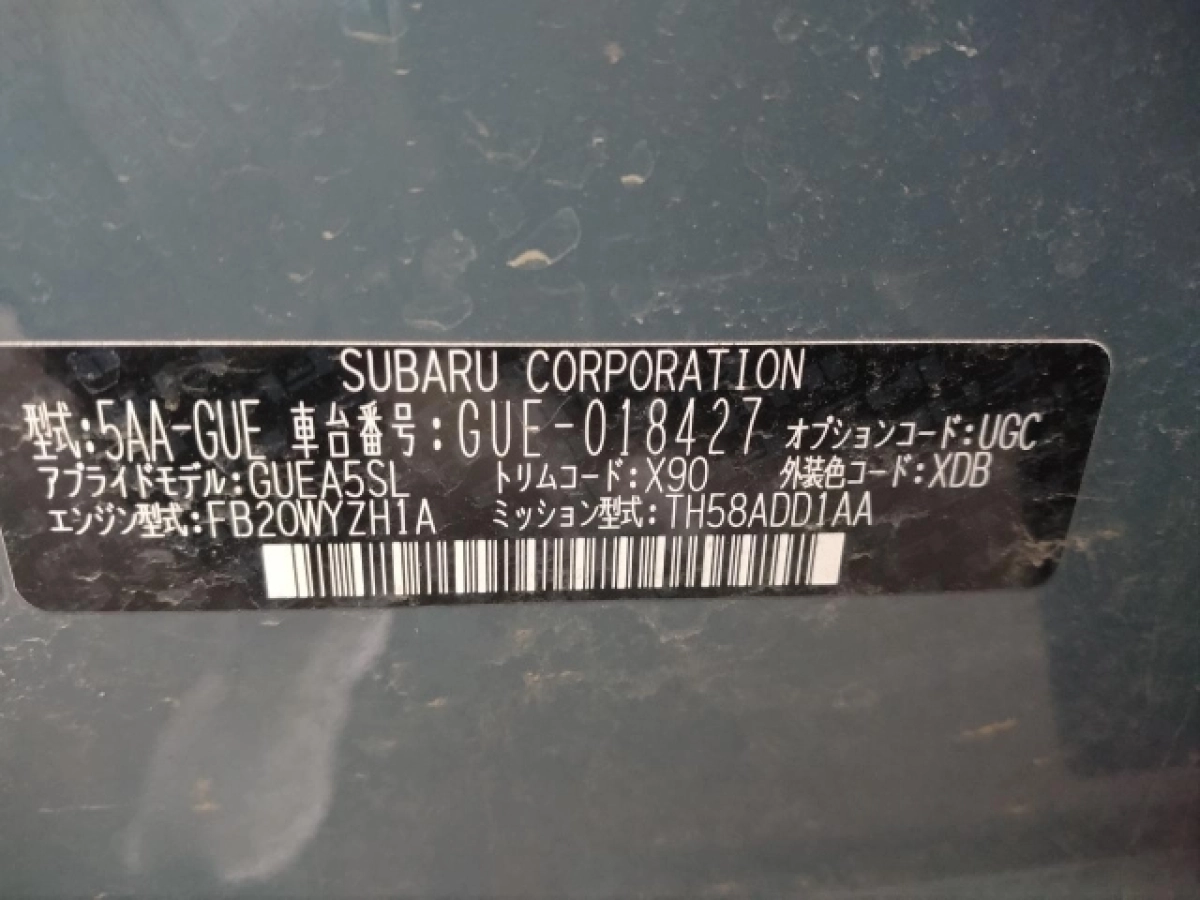 SUBARU CORPORATION
型式:5AA-GUE 車台番号:GUE-018427 オプションコード:UGC
アプライドモデル:GUEA5SL トリムコード:X90 外装色コード:XDB
エンジン型式:FB20WYZH1A ミッション型式:TH58ADD1AA